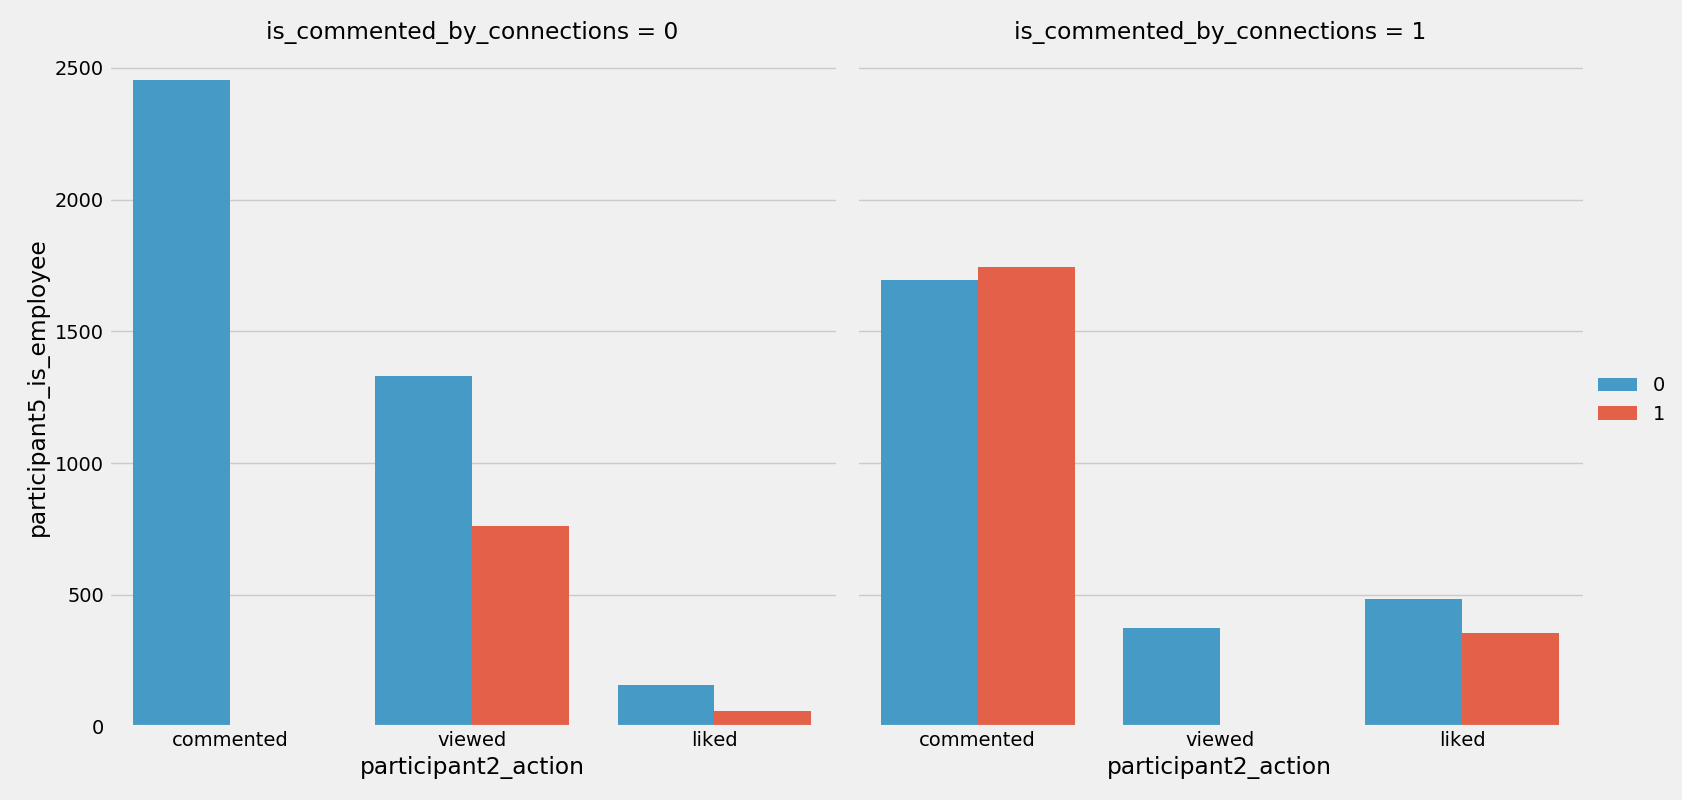 is_commented_by_connections = 0
is_commented_by_connections = 1
participant5_is_employee
2500
2000
1500
1000
500
0
commented
viewed
liked
participant2_action
commented
viewed
liked
participant2_action
0
1